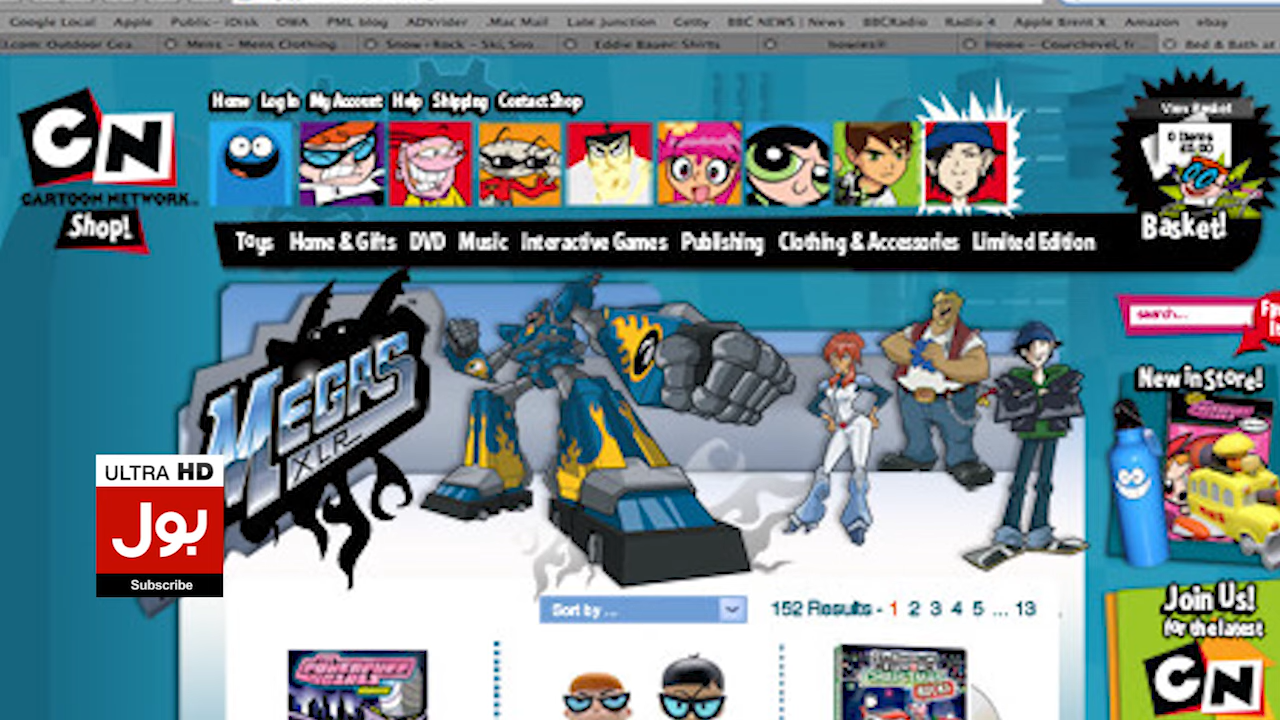 Google Local Apple Public-iDisk OWA PML blog ADVrider .Mac Mail Late Junction Getty BBC NEWS | News BBCRadio Radio 4 Apple Brent X Amazon ebay
Mens - Mens Clothing Snow+Rock - Ski, Sno... Eddie Bauer: Shirts Home - Courchevel, fr... Bed & Bath at
CN
CARTOON NETWORK
Shop!
Home Log In My Account Help Shipping Contact Shop
View Basket
0 Items
£0.00
Basket!
Toys Home & Gifts DVD Music Interactive Games Publishing Clothing & Accessories Limited Edition
MEGAS
XLR
search...
New in Store!
ULTRA HD
بول
Subscribe
Sort by ...
152 Results - 1 2 3 4 5 ... 13
Join Us!
for the latest
CN
POWERPUFF
GIRLS
CHRISTMAS